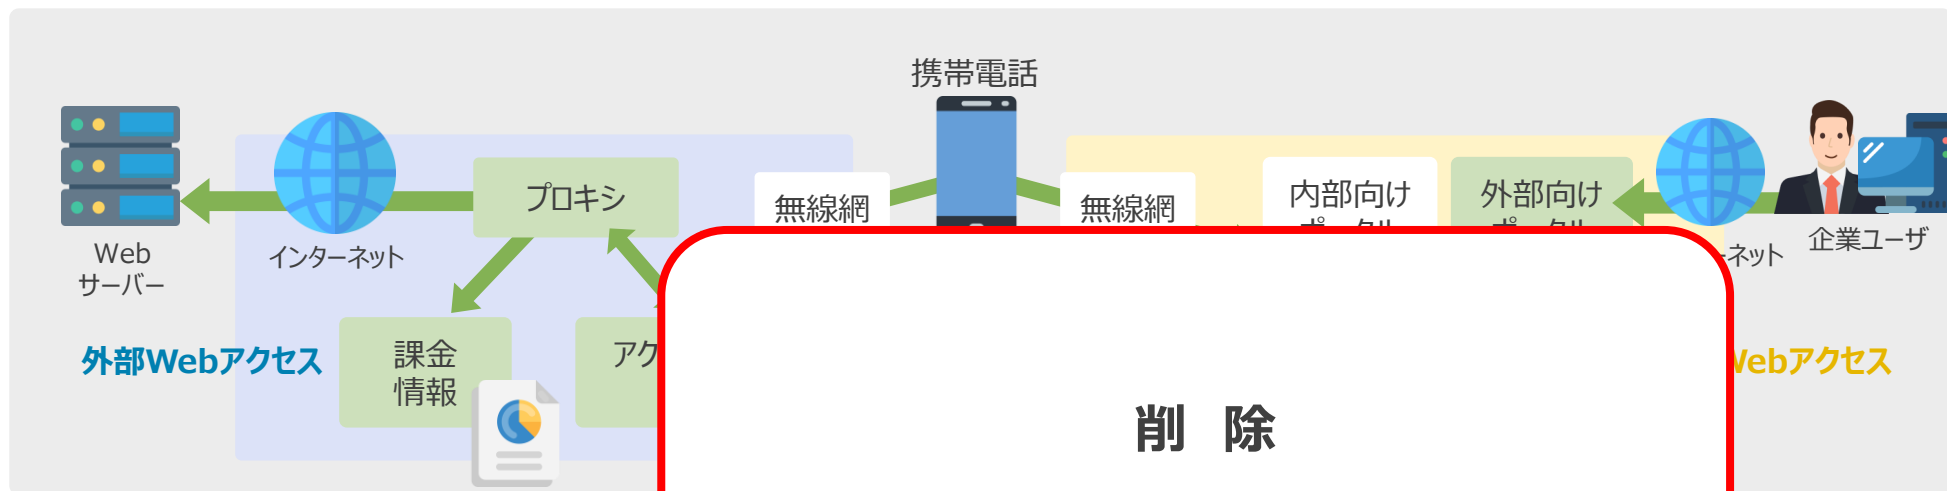 携帯電話
プロキシ
無線網
無線網
内部向け
外部向け
Web
サーバー
インターネット
ーネット
企業ユーザ
外部Webアクセス
課金
情報
アク
Webアクセス
削 除